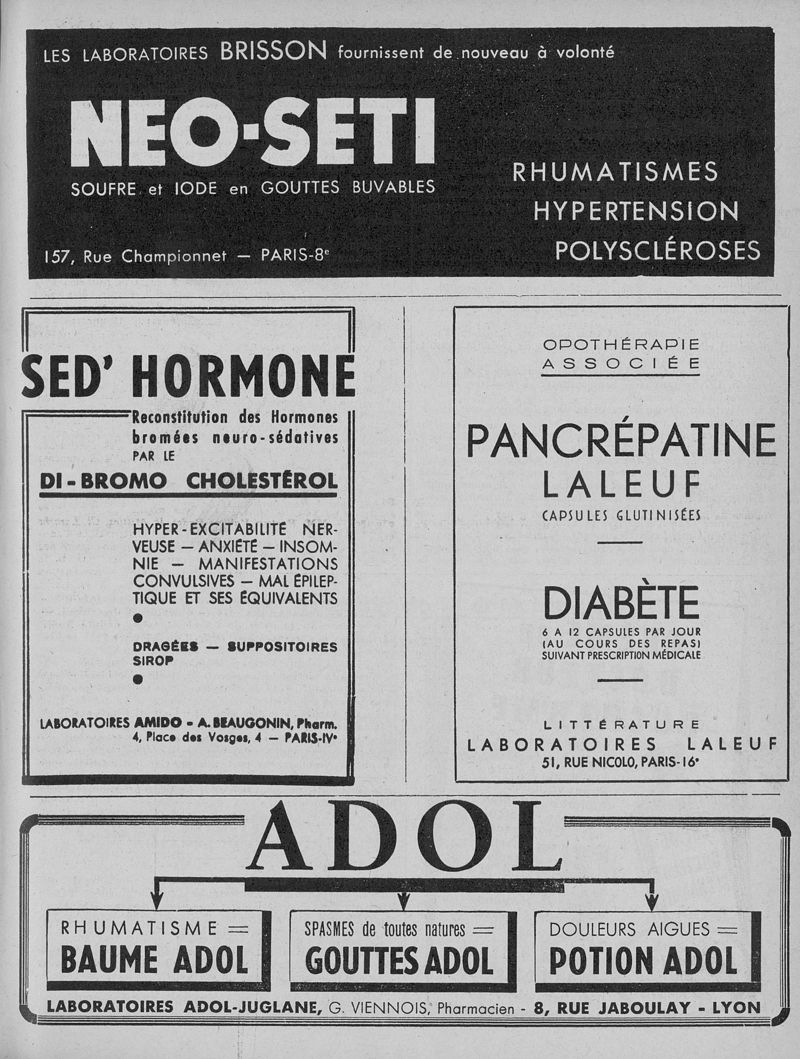 LES LABORATOIRES BRISSON fournissent de nouveau à volonté
NEO-SETI
SOUFRE et IODE en GOUTTES BUVABLES
RHUMATISMES
HYPERTENSION
POLYSCLÉROSES
157, Rue Championnet — PARIS-8e
SED' HORMONE
Reconstitution des Hormones
bromées neuro-sédatives
PAR LE
DI-BROMO CHOLESTÉROL
HYPER-EXCITABILITÉ NER-
VEUSE — ANXIÉTÉ — INSOM-
NIE — MANIFESTATIONS
CONVULSIVES — MAL ÉPILEP-
TIQUE ET SES ÉQUIVALENTS
DRAGÉES — SUPPOSITOIRES
SIROP
LABORATOIRES AMIDO - A. BEAUGONIN, Pharm.
4, Place des Vosges, 4 — PARIS-IVe
OPOTHÉRAPIE
ASSOCIÉE
PANCRÉPATINE
LALEUF
CAPSULES GLUTINISÉES
DIABÈTE
6 A 12 CAPSULES PAR JOUR
(AU COURS DES REPAS)
SUIVANT PRESCRIPTION MÉDICALE
LITTÉRATURE
LABORATOIRES LALEUF
51, RUE NICOLO, PARIS-16e
ADOL
RHUMATISME =
BAUME ADOL
SPASMES de toutes natures =
GOUTTES ADOL
DOULEURS AIGUES =
POTION ADOL
LABORATOIRES ADOL-JUGLANE, G. VIENNOIS, Pharmacien - 8, RUE JABOULAY - LYON